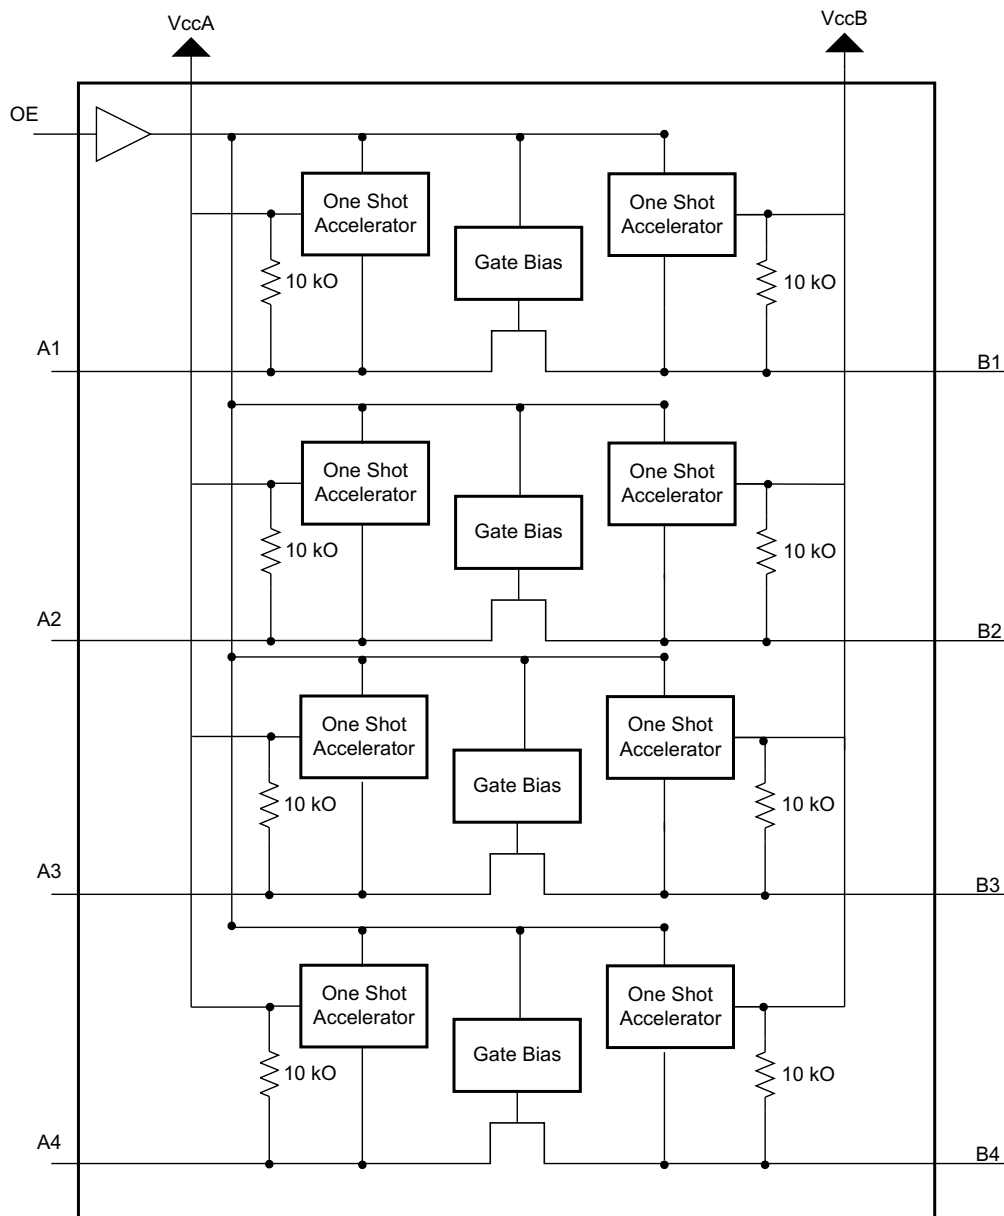 VccA
VccB
OE
One Shot
Accelerator
One Shot
Accelerator
Gate Bias
10 kO
10 kO
A1
B1
One Shot
Accelerator
One Shot
Accelerator
Gate Bias
10 kO
10 kO
A2
B2
One Shot
Accelerator
One Shot
Accelerator
Gate Bias
10 kO
10 kO
A3
B3
One Shot
Accelerator
One Shot
Accelerator
Gate Bias
10 kO
10 kO
A4
B4